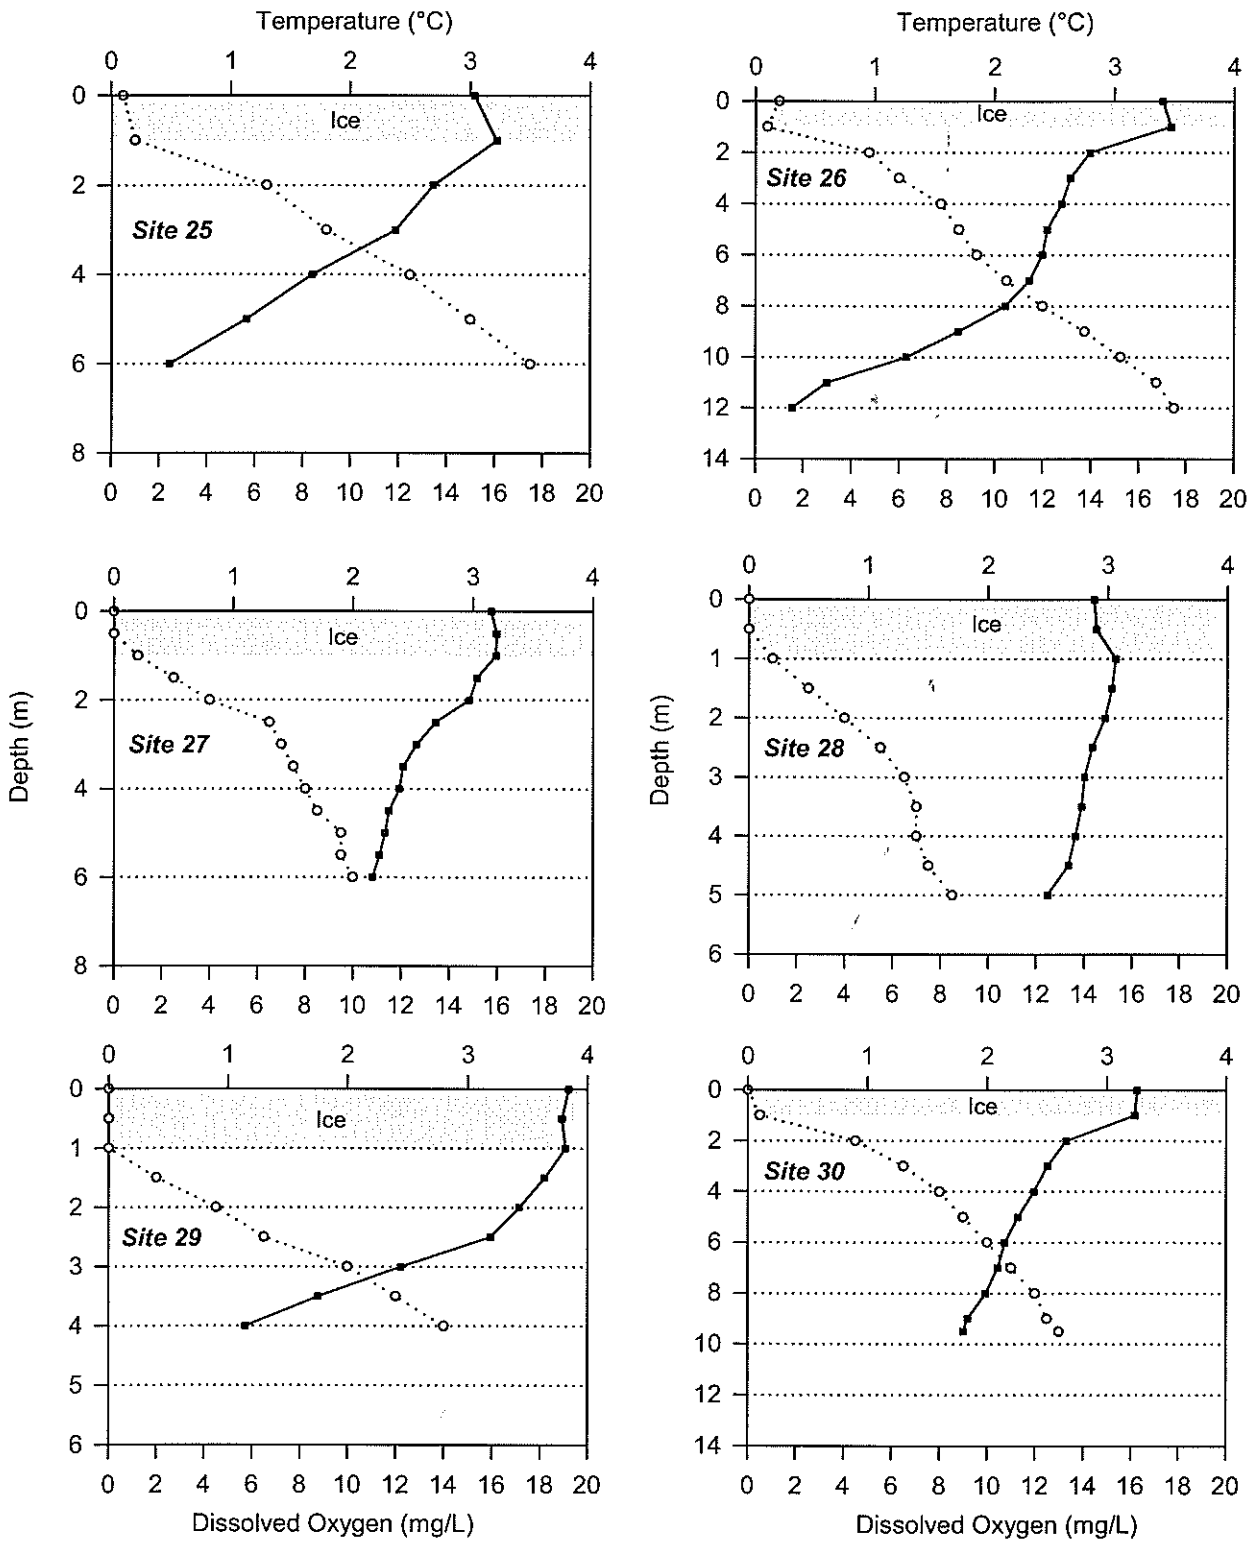 Temperature (°C)
0 1 2 3 4
0
2
4
6
8
Ice
Site 25
0 2 4 6 8 10 12 14 16 18 20
Temperature (°C)
0 1 2 3 4
0
2
4
6
8
10
12
14
Ice
Site 26
0 2 4 6 8 10 12 14 16 18 20
0 1 2 3 4
Depth (m)
0
2
4
6
8
Ice
Site 27
0 2 4 6 8 10 12 14 16 18 20
0 1 2 3 4
Depth (m)
0
1
2
3
4
5
6
Ice
Site 28
0 2 4 6 8 10 12 14 16 18 20
0 1 2 3 4
0
1
2
3
4
5
6
Ice
Site 29
0 2 4 6 8 10 12 14 16 18 20
Dissolved Oxygen (mg/L)
0 1 2 3 4
0
2
4
6
8
10
12
14
Ice
Site 30
0 2 4 6 8 10 12 14 16 18 20
Dissolved Oxygen (mg/L)